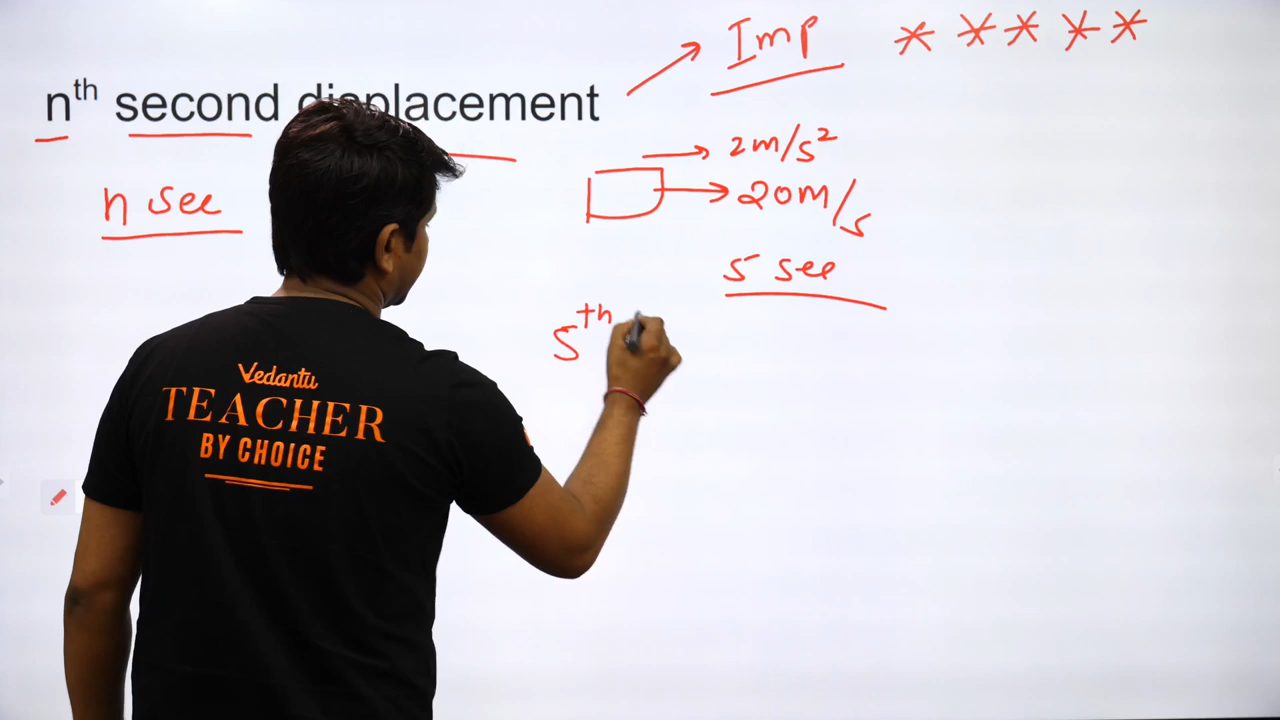 Imp * * * * *
nth second displacement
2m/s²
n sec
20m/s
5 sec
5th
Vedantu
TEACHER
BY CHOICE